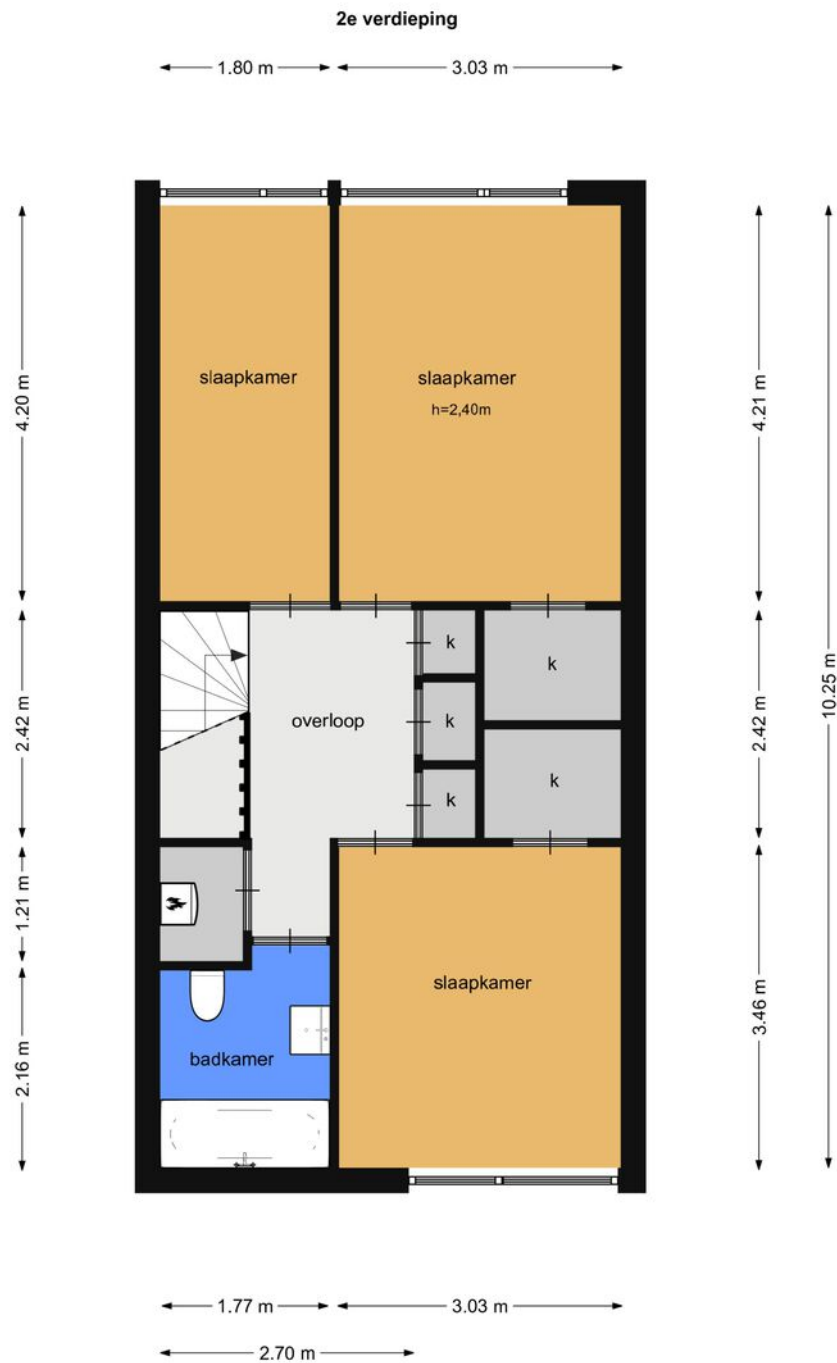 2e verdieping
1.80 m
3.03 m
4.20 m
4.21 m
slaapkamer
slaapkamer
h=2,40m
10.25 m
2.42 m
2.42 m
k
k
overloop
k
k
k
1.21 m
slaapkamer
3.46 m
2.16 m
badkamer
1.77 m
3.03 m
2.70 m